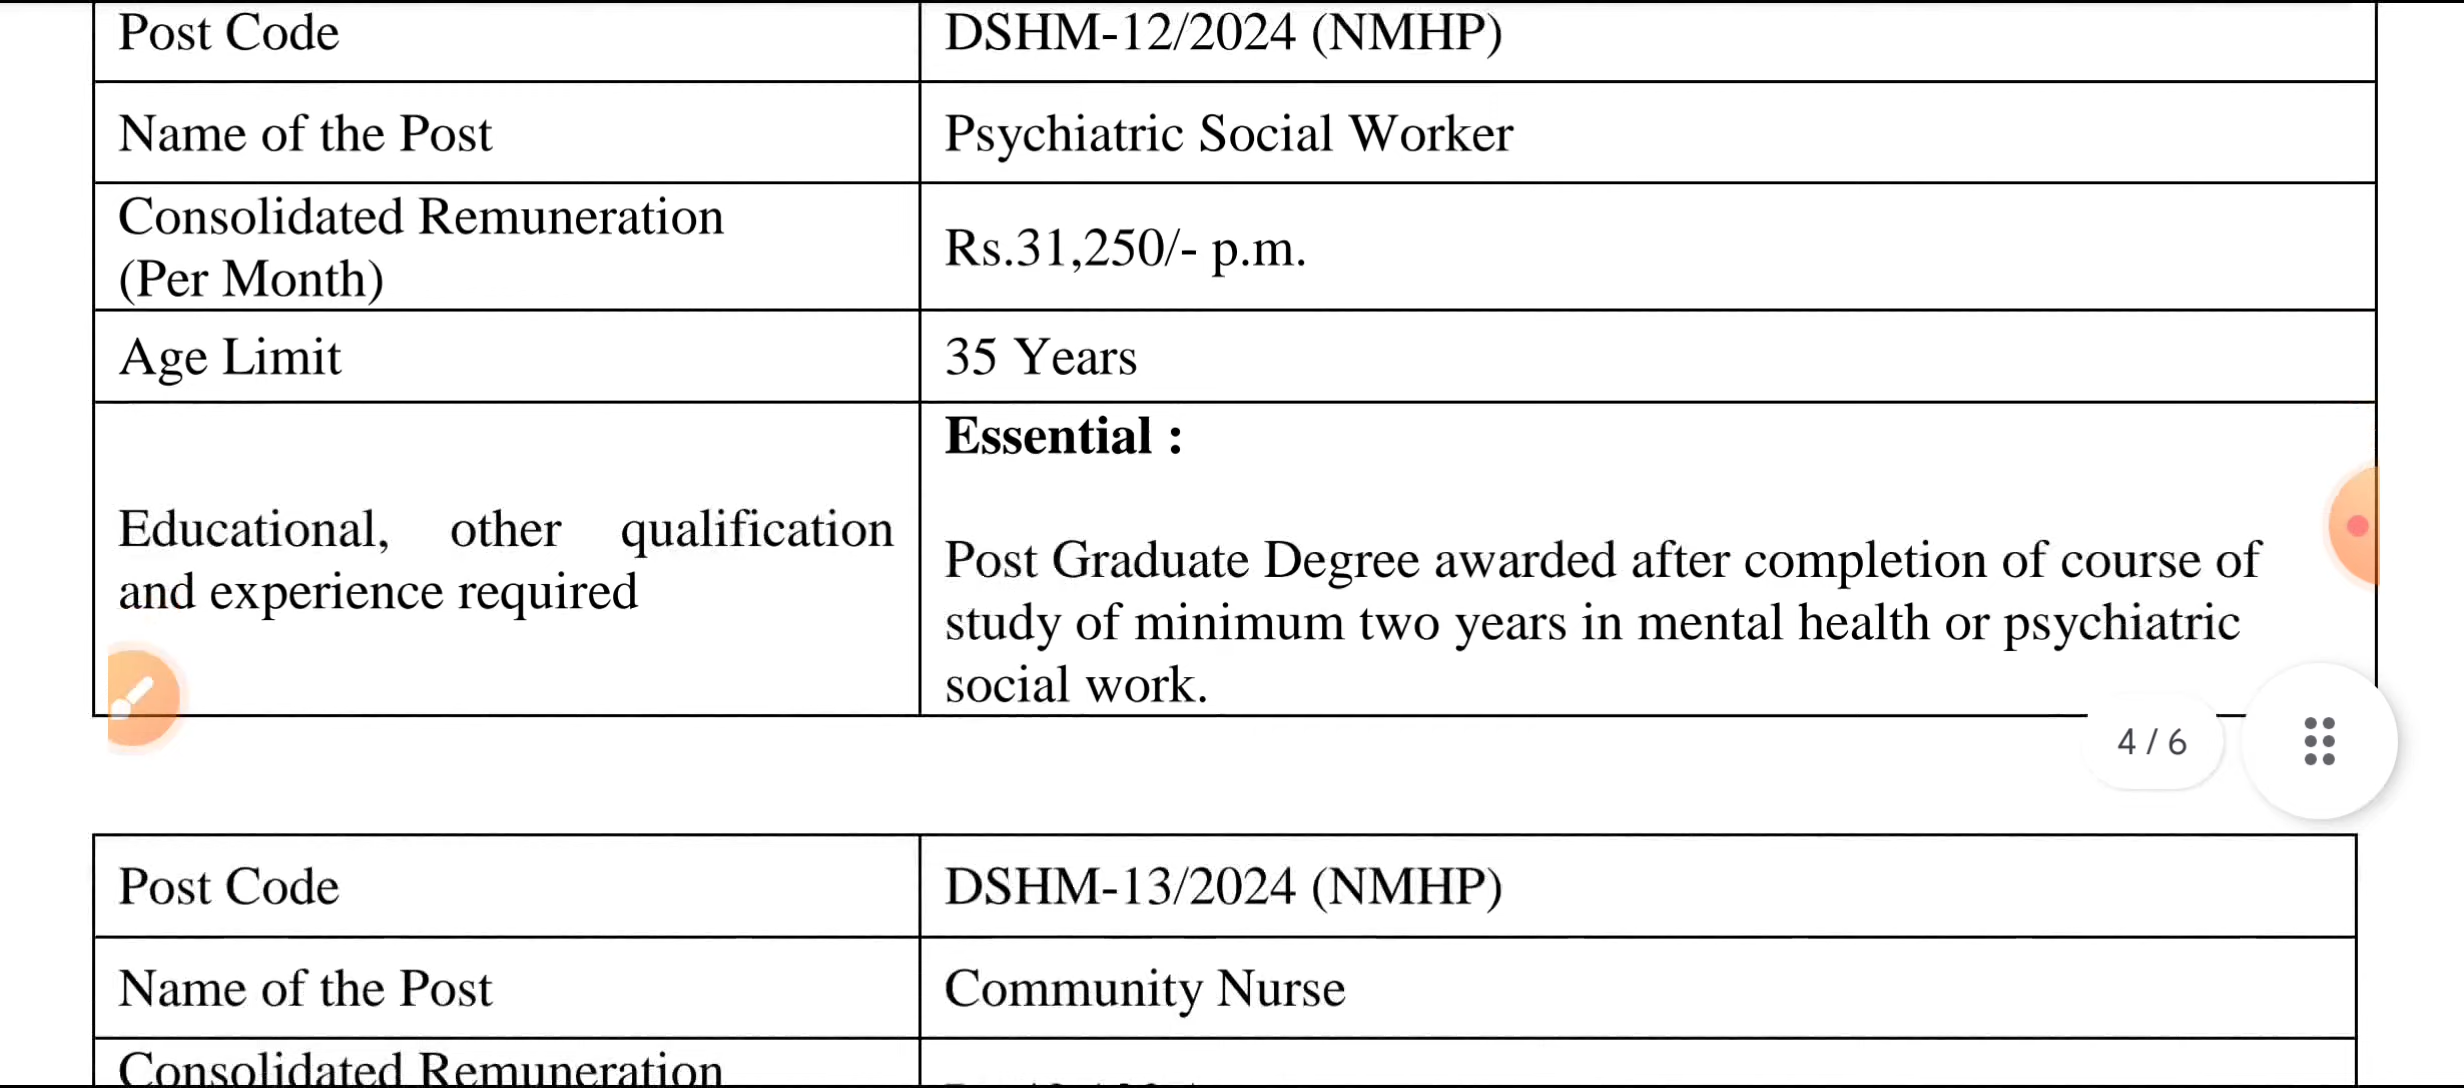 Post Code
DSHM-12/2024 (NMHP)
Name of the Post
Psychiatric Social Worker
Consolidated Remuneration
(Per Month)
Rs.31,250/- p.m.
Age Limit
35 Years
Educational, other qualification
and experience required
Essential :
Post Graduate Degree awarded after completion of course of
study of minimum two years in mental health or psychiatric
social work.
4 / 6
Post Code
DSHM-13/2024 (NMHP)
Name of the Post
Community Nurse
Consolidated Remuneration